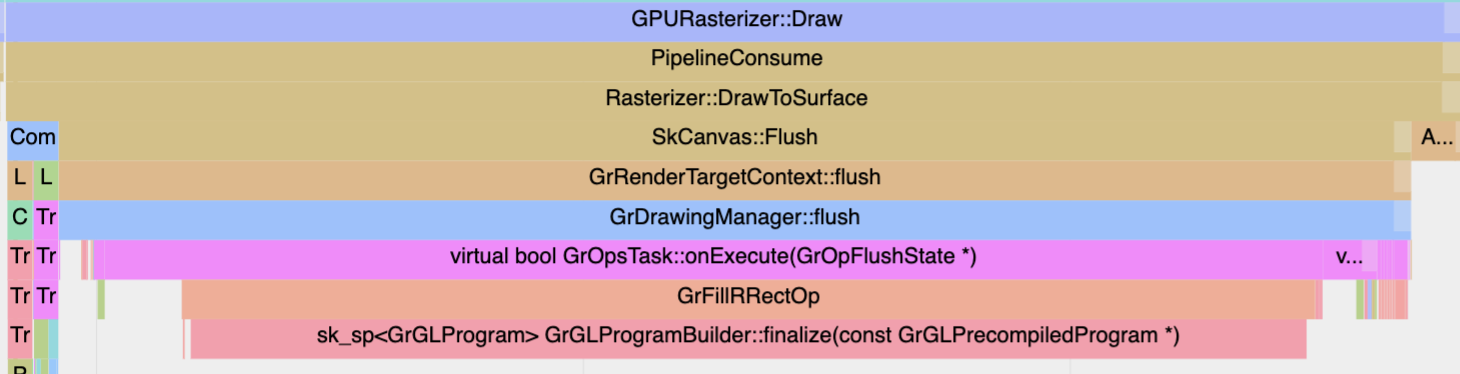 GPURasterizer::Draw
PipelineConsume
Rasterizer::DrawToSurface
Com SkCanvas::Flush A...
L L GrRenderTargetContext::flush
C Tr GrDrawingManager::flush
Tr Tr virtual bool GrOpsTask::onExecute(GrOpFlushState *) v...
Tr Tr GrFillRRectOp
Tr sk_sp<GrGLProgram> GrGLProgramBuilder::finalize(const GrGLPrecompiledProgram *)